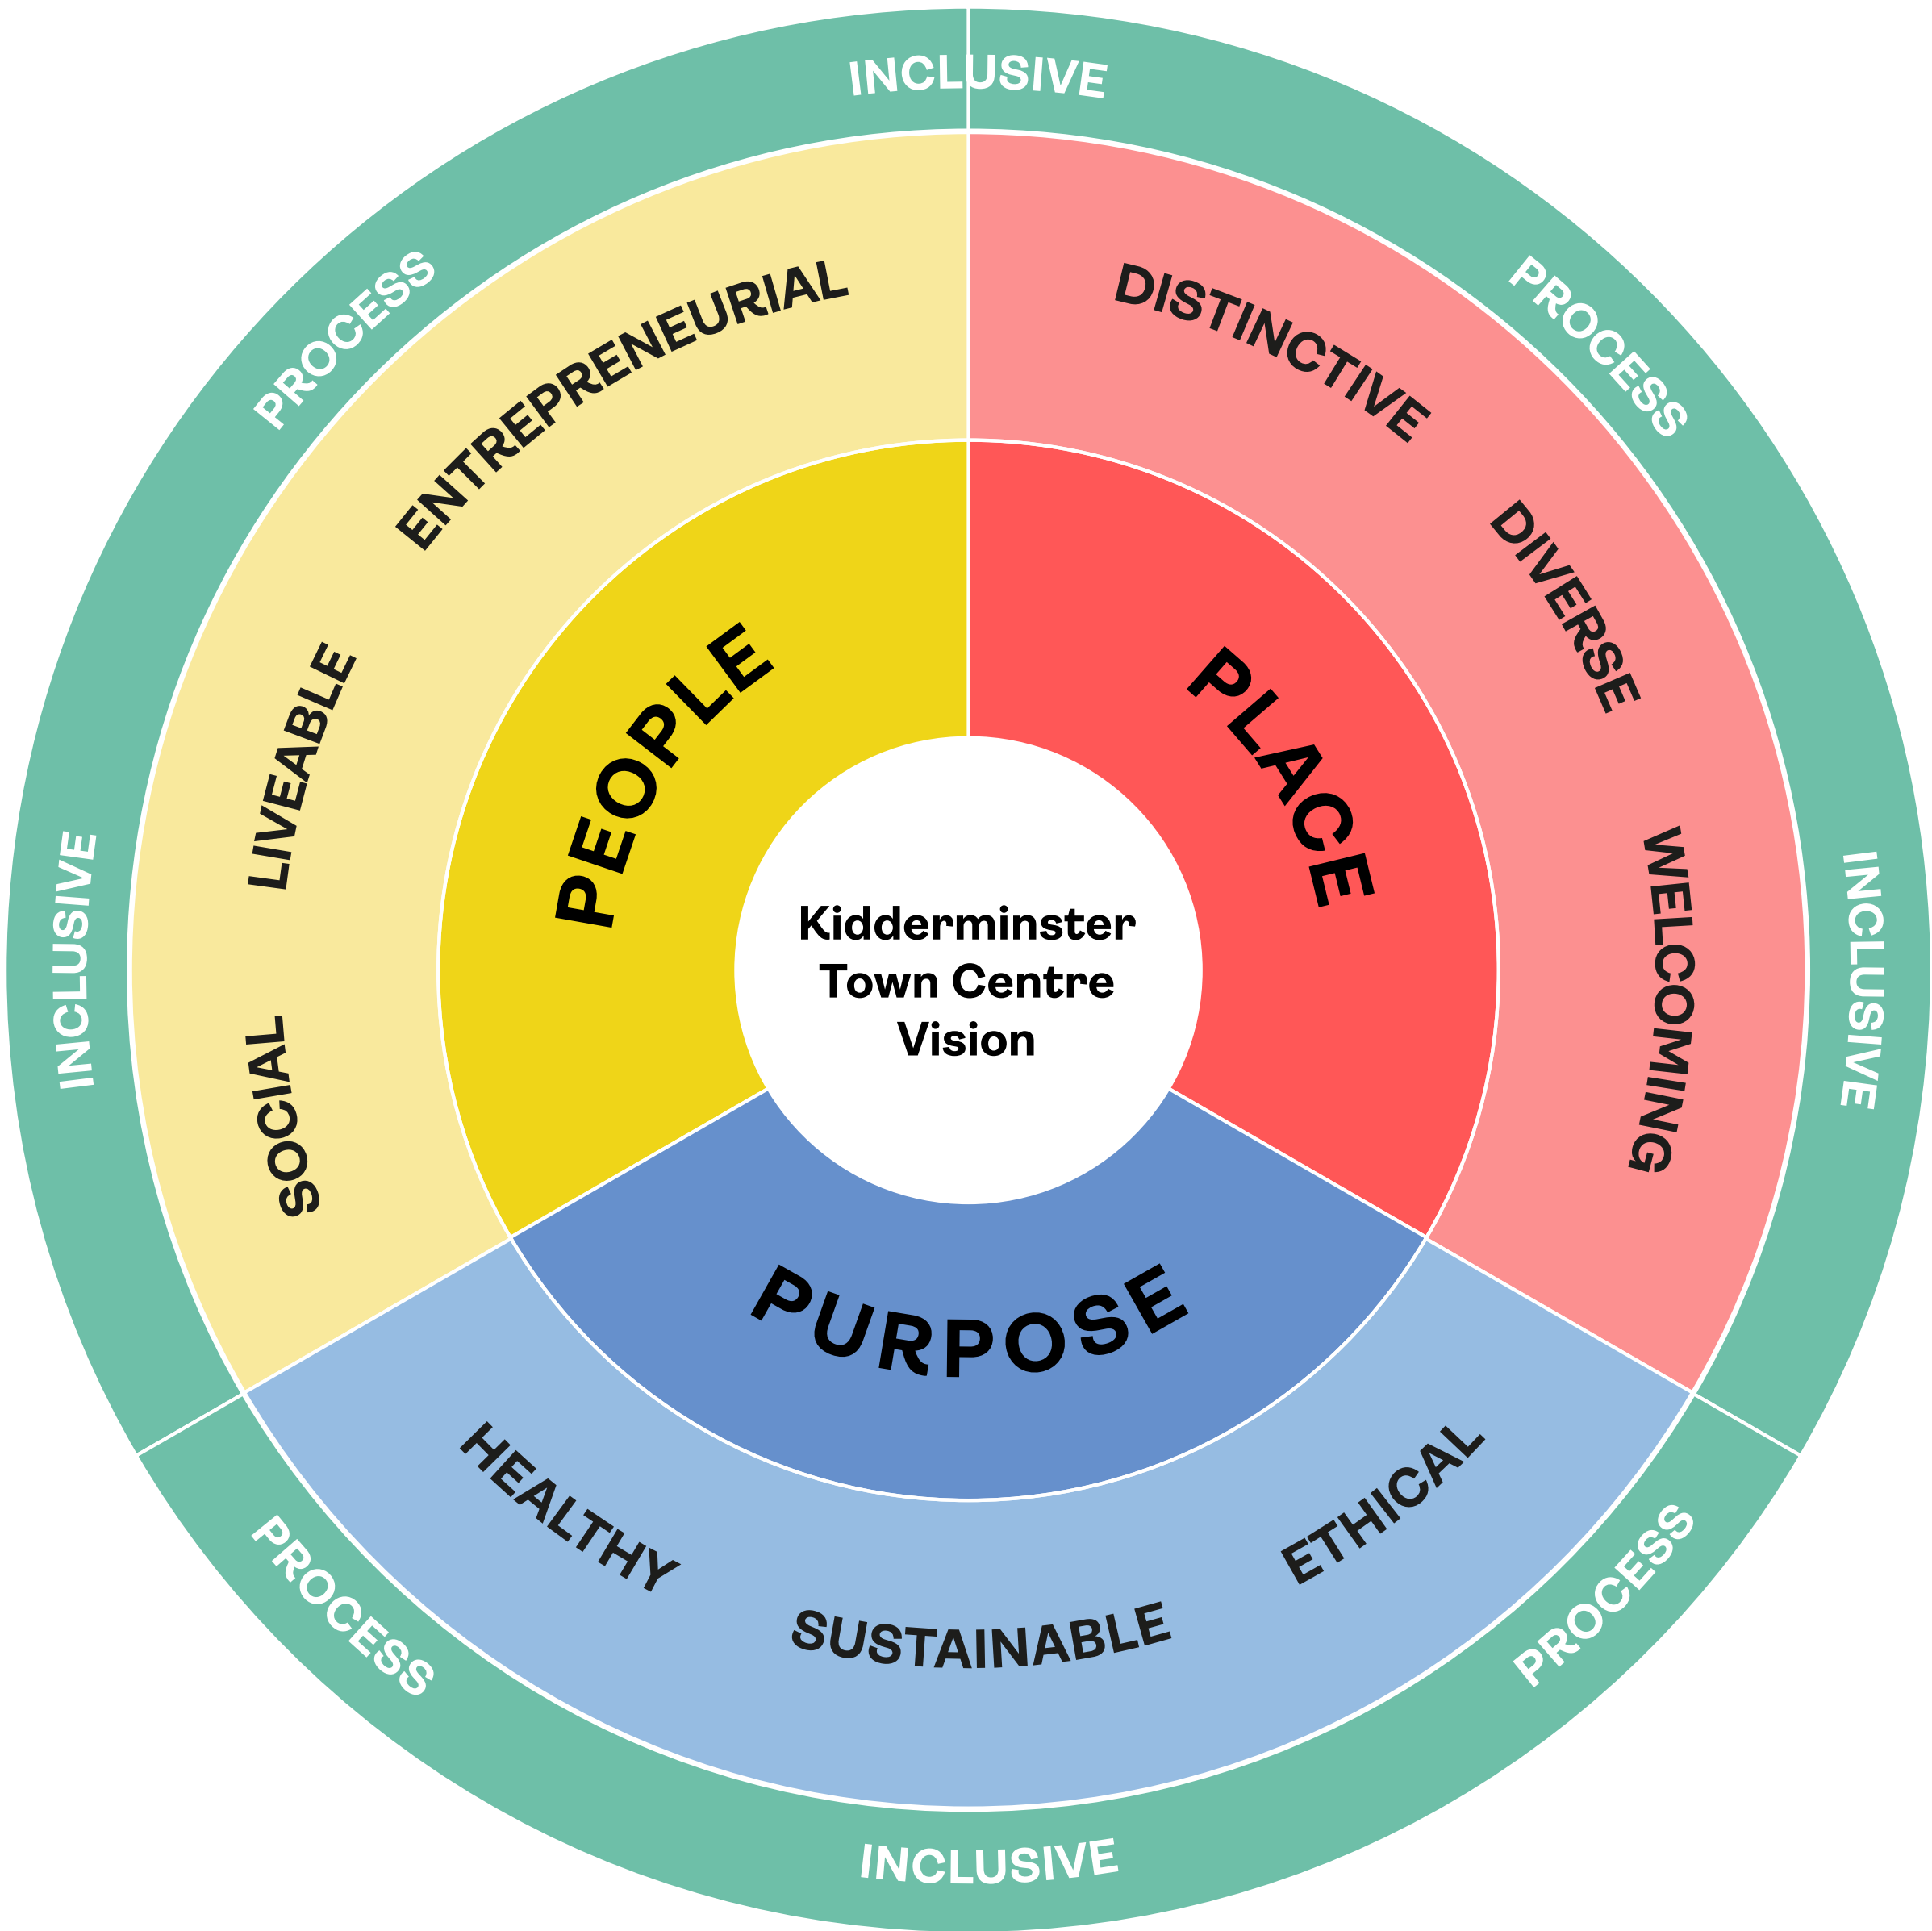 INCLUSIVE
PROCESS
INCLUSIVE
PROCESS
INCLUSIVE
PROCESS
INCLUSIVE
PROCESS
DISTINCTIVE
DIVERSE
WELCOMING
ETHICAL
SUSTAINABLE
HEALTHY
SOCIAL
LIVEABLE
ENTREPRENEURIAL
PEOPLE
PLACE
PURPOSE
Kidderminster
Town Center
Vision